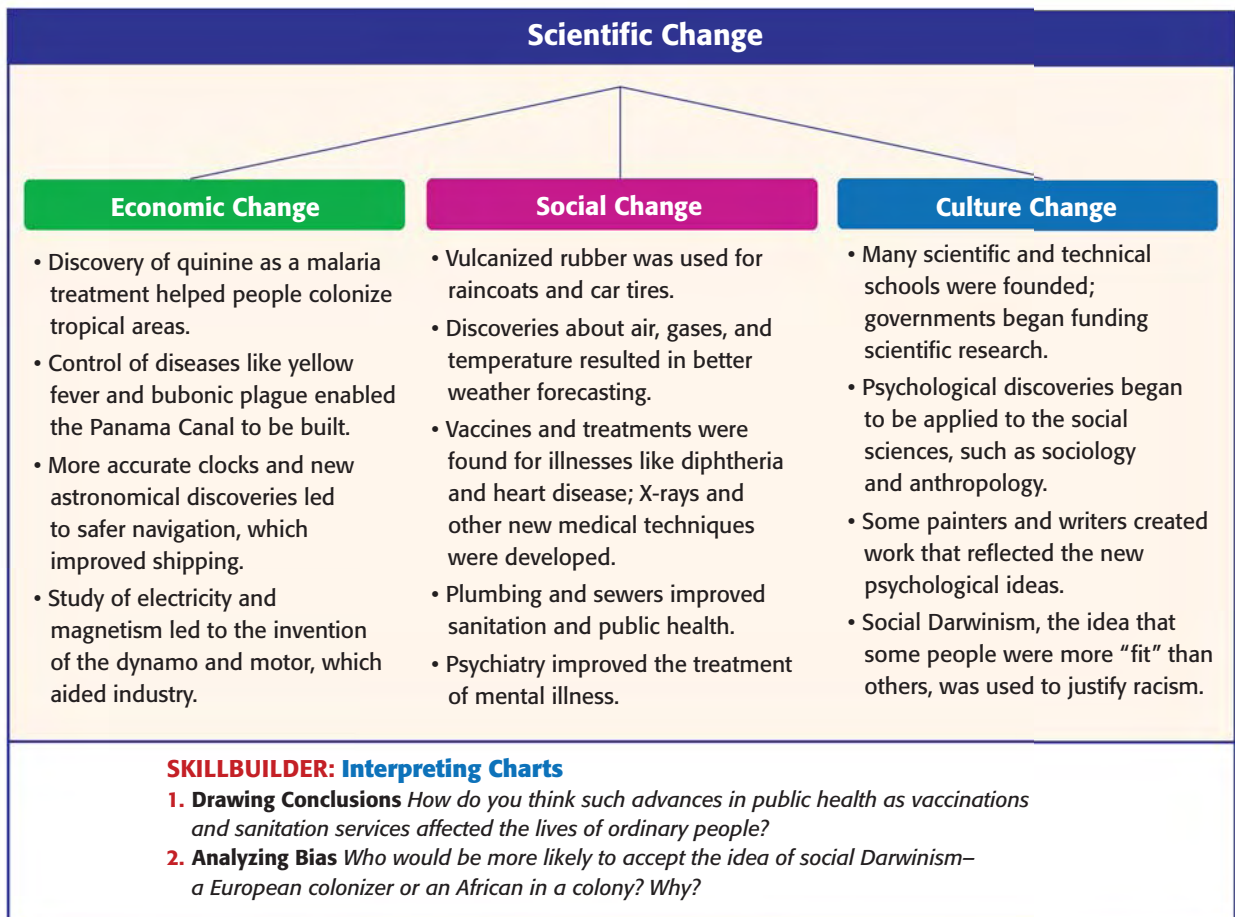 Scientific Change
Economic Change
• Discovery of quinine as a malaria
treatment helped people colonize
tropical areas.
• Control of diseases like yellow
fever and bubonic plague enabled
the Panama Canal to be built.
• More accurate clocks and new
astronomical discoveries led
to safer navigation, which
improved shipping.
• Study of electricity and
magnetism led to the invention
of the dynamo and motor, which
aided industry.
Social Change
• Vulcanized rubber was used for
raincoats and car tires.
• Discoveries about air, gases, and
temperature resulted in better
weather forecasting.
• Vaccines and treatments were
found for illnesses like diphtheria
and heart disease; X-rays and
other new medical techniques
were developed.
• Plumbing and sewers improved
sanitation and public health.
• Psychiatry improved the treatment
of mental illness.
Culture Change
• Many scientific and technical
schools were founded;
governments began funding
scientific research.
• Psychological discoveries began
to be applied to the social
sciences, such as sociology
and anthropology.
• Some painters and writers created
work that reflected the new
psychological ideas.
• Social Darwinism, the idea that
some people were more “fit” than
others, was used to justify racism.
SKILLBUILDER: Interpreting Charts
1. Drawing Conclusions How do you think such advances in public health as vaccinations
and sanitation services affected the lives of ordinary people?
2. Analyzing Bias Who would be more likely to accept the idea of social Darwinism–
a European colonizer or an African in a colony? Why?